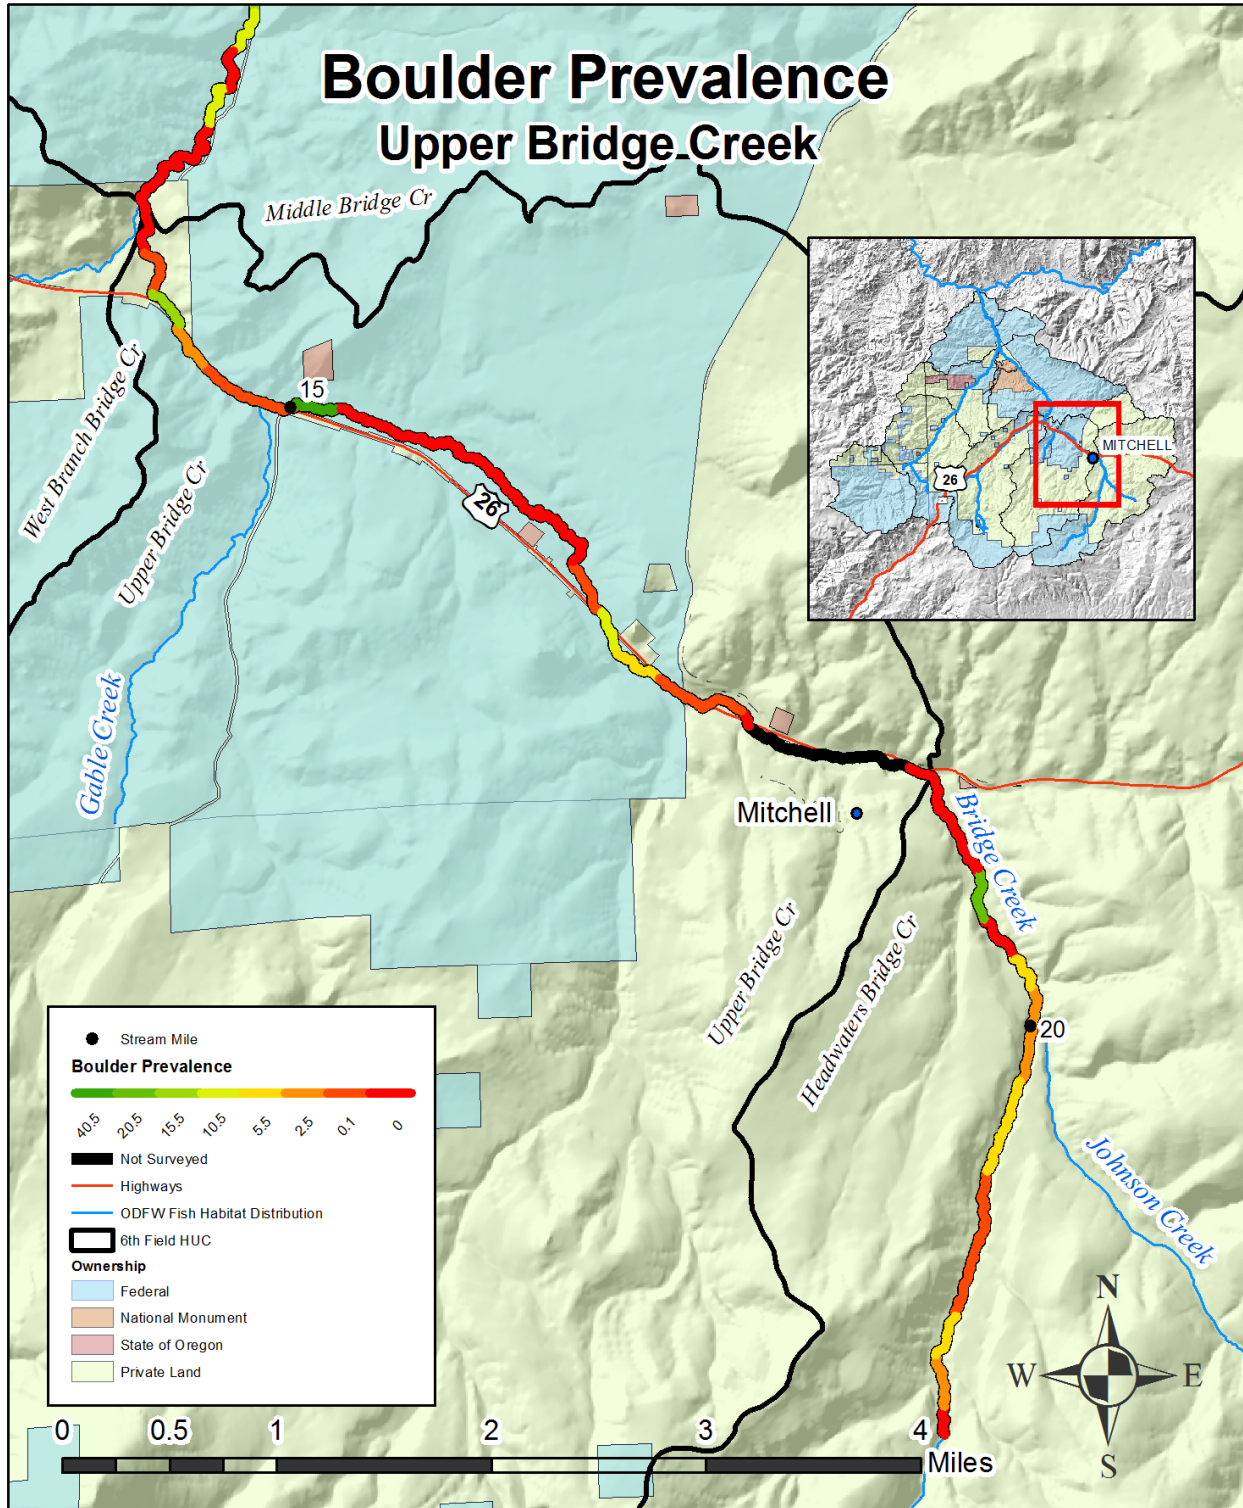 Boulder Prevalence
Upper Bridge Creek
Middle Bridge Cr
West Branch Bridge Cr
Upper Bridge Cr
Gable Creek
15
26
MITCHELL
26
Mitchell
Bridge Creek
Upper Bridge Cr
Headwaters Bridge Cr
20
Johnson Creek
Stream Mile
Boulder Prevalence
40.5 20.5 15.5 10.5 5.5 2.5 0.1 0
Not Surveyed
Highways
ODFW Fish Habitat Distribution
6th Field HUC
Ownership
Federal
National Monument
State of Oregon
Private Land
N
W E
S
0 0.5 1 2 3 4
Miles